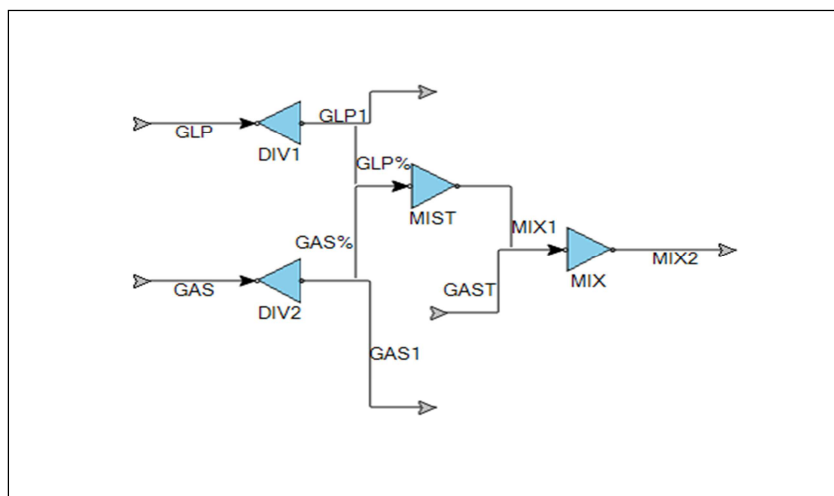 GLP1
GLP
DIV1
GLP%
MIST
MIX1
GAS%
MIX2
GAS
GAST
MIX
DIV2
GAS1